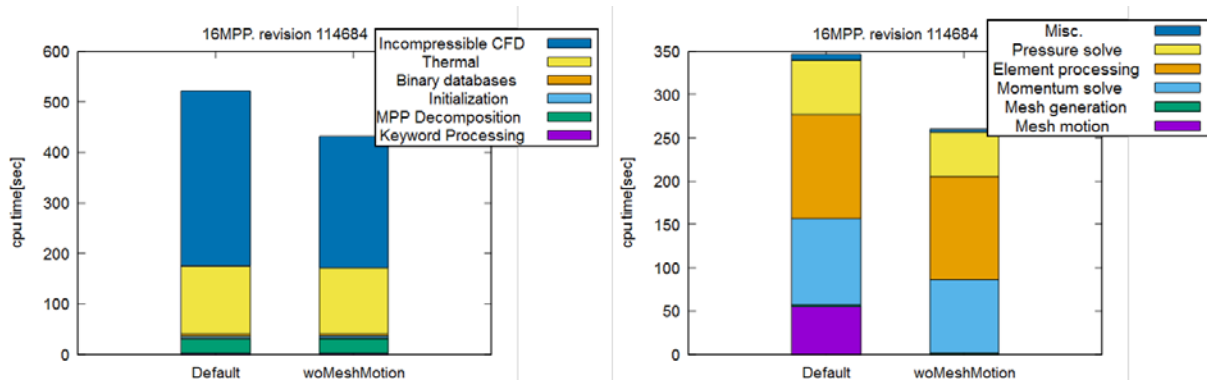 16MPP. revision 114684
Incompressible CFD
Thermal
Binary databases
Initialization
MPP Decomposition
Keyword Processing
600
500
400
300
200
100
0
cpu time[sec]
Default
woMeshMotion
16MPP. revision 114684
Misc.
Pressure solve
Element processing
Momentum solve
Mesh generation
Mesh motion
350
300
250
200
150
100
50
0
cpu time[sec]
Default
woMeshMotion